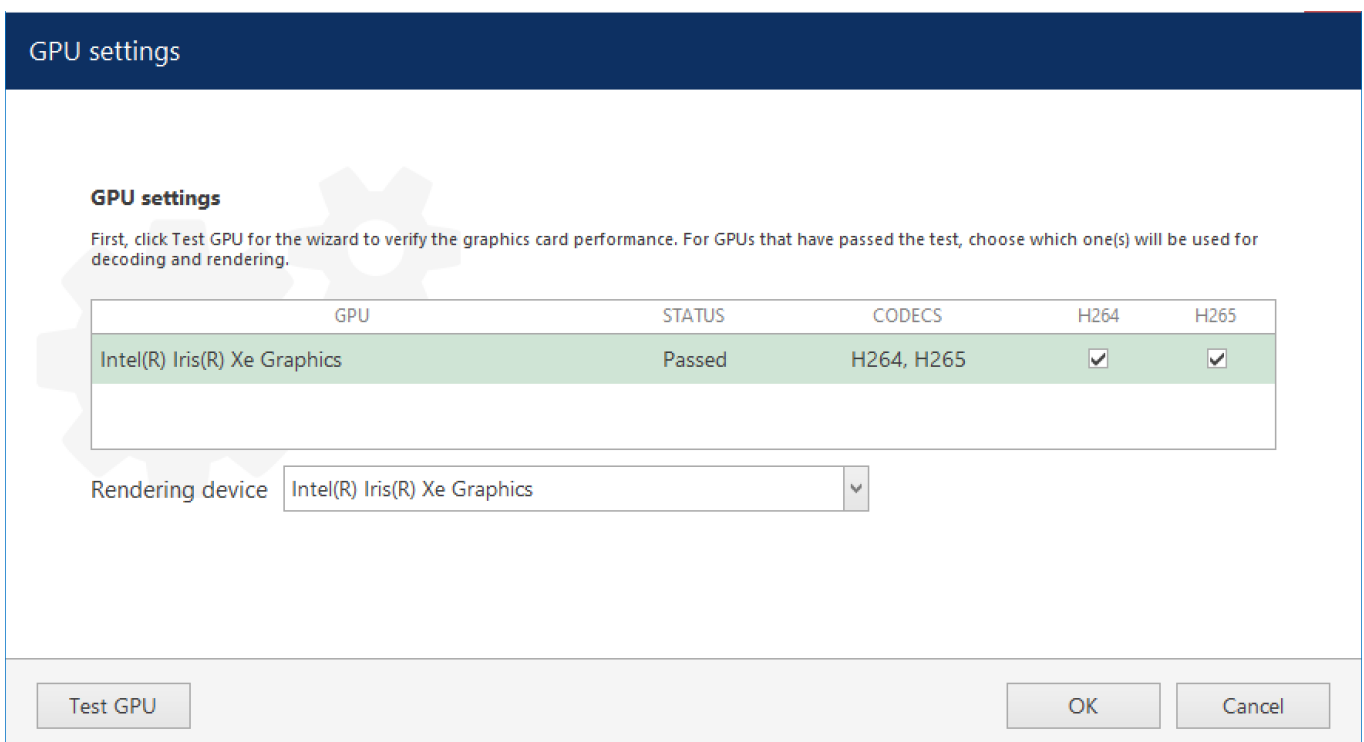 GPU settings
GPU settings
First, click Test GPU for the wizard to verify the graphics card performance. For GPUs that have passed the test, choose which one(s) will be used for
decoding and rendering.
GPU STATUS CODECS H264 H265
Intel(R) Iris(R) Xe Graphics Passed H264, H265
Rendering device Intel(R) Iris(R) Xe Graphics
Test GPU OK Cancel